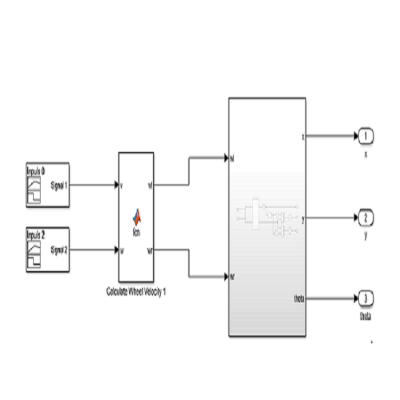 Inputs 0
Signal 1
Inputs 2
Signal 2
v
wl
w
wr
fcn
Calculate Wheel Velocity 1
wl
wr
x
y
theta
1
x
2
y
3
theta